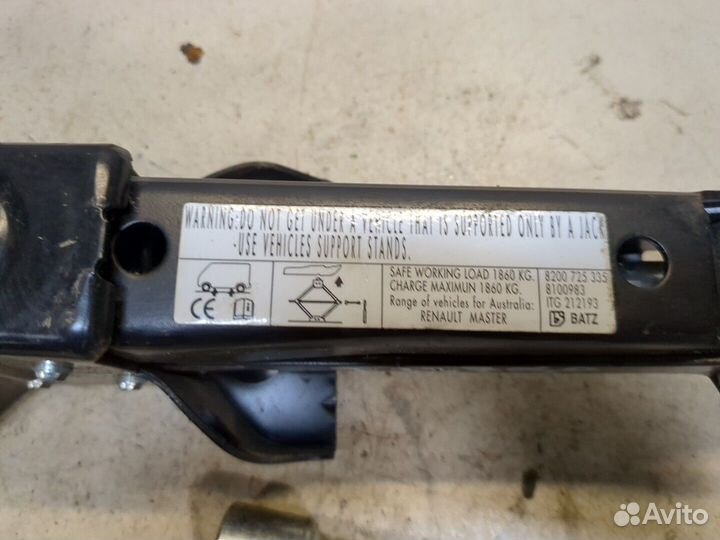 WARNING:DO NOT GET UNDER A VEHICLE THAT IS SUPPORTED ONLY BY A JACK
-USE VEHICLES SUPPORT STANDS.
CE
SAFE WORKING LOAD 1860 KG.
CHARGE MAXIMUN 1860 KG.
Range of vehicles for Australia:
RENAULT MASTER
8200 725 335
8100983
ITG 212193
BATZ
Avito